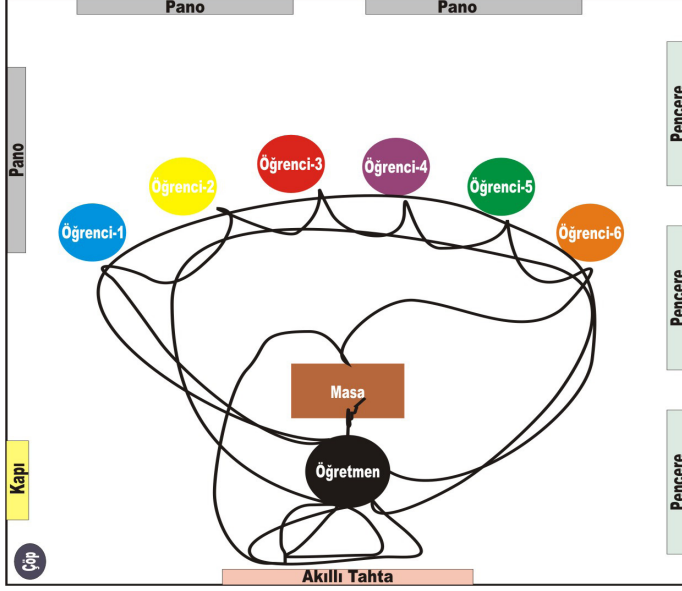 Pano
Pano
Pencere
Pano
Öğrenci-3
Öğrenci-4
Öğrenci-2
Öğrenci-5
Öğrenci-1
Öğrenci-6
Pencere
Masa
Öğretmen
Kapı
Pencere
Çöp
Akıllı Tahta